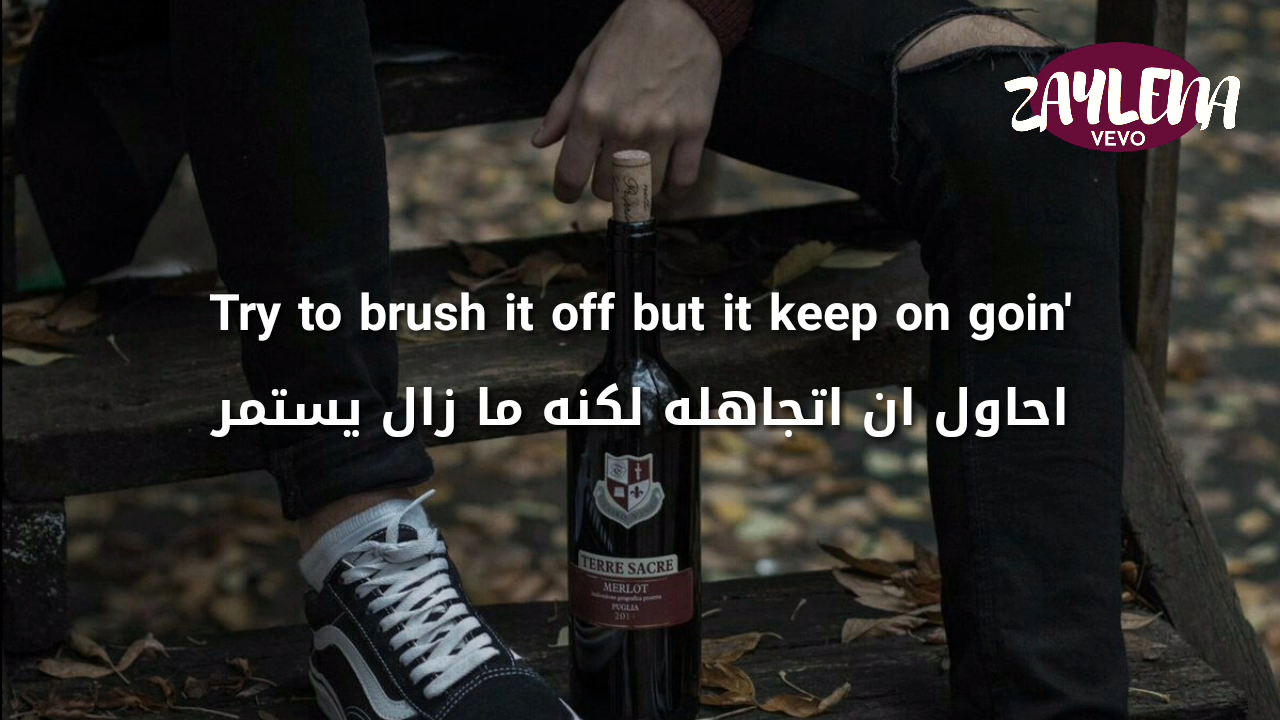 ZAYLENA
VEVO
Try to brush it off but it keep on goin'
احاول ان اتجاهله لكنه ما زال يستمر
TERRE SACRE
MERLOT
PUGLIA